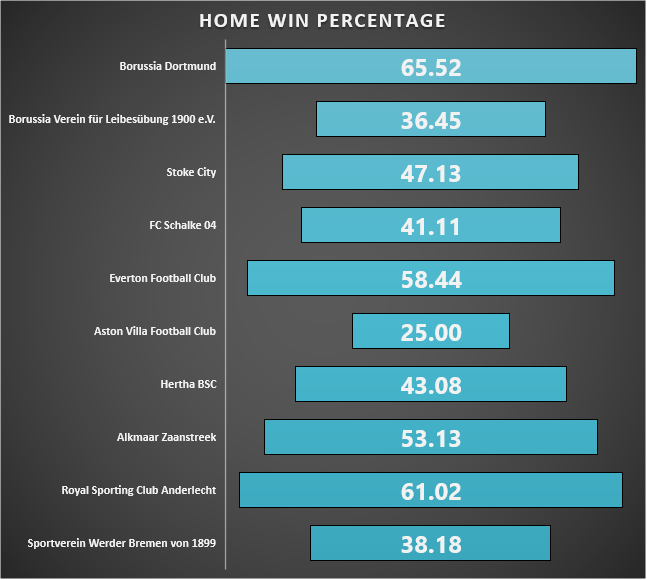 HOME WIN PERCENTAGE
Borussia Dortmund 65.52
Borussia Verein für Leibesübung 1900 e.V. 36.45
Stoke City 47.13
FC Schalke 04 41.11
Everton Football Club 58.44
Aston Villa Football Club 25.00
Hertha BSC 43.08
Alkmaar Zaanstreek 53.13
Royal Sporting Club Anderlecht 61.02
Sportverein Werder Bremen von 1899 38.18